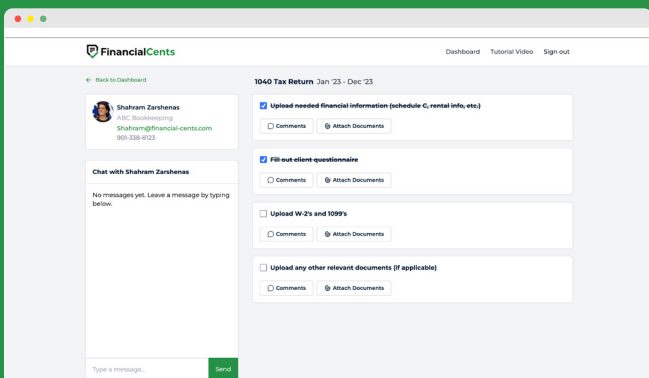 FinancialCents
Dashboard Tutorial Video Sign out
← Back to Dashboard
Shahram Zarshenas
ABC Bookkeeping
Shahram@financial-cents.com
901-338-8123
Chat with Shahram Zarshenas
No messages yet. Leave a message by typing
below.
Type a message...
Send
1040 Tax Return Jan '23 - Dec '23
Upload needed financial information (schedule C, rental info, etc.)
Comments Attach Documents
Fill out client questionnaire
Comments Attach Documents
Upload W-2's and 1099's
Comments Attach Documents
Upload any other relevant documents (if applicable)
Comments Attach Documents